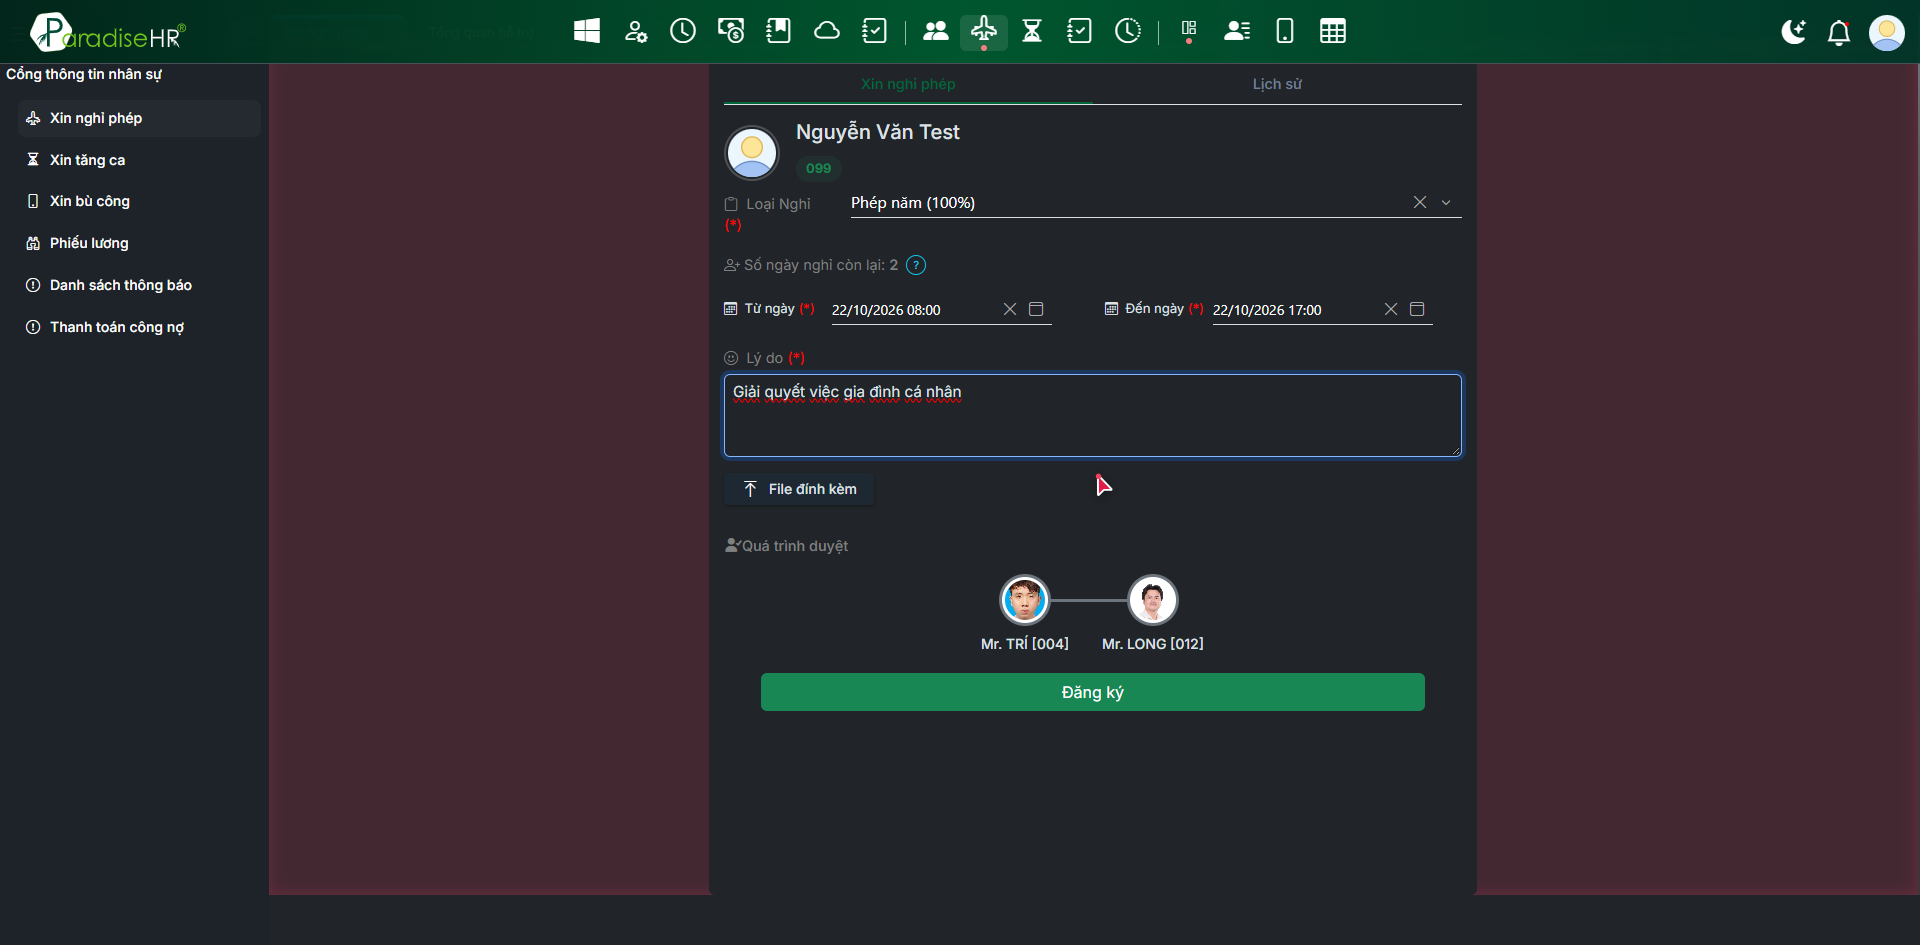 ParadiseHR®
Cổng thông tin nhân sự
Xin nghỉ phép
Xin tăng ca
Xin bù công
Phiếu lương
Danh sách thông báo
Thanh toán công nợ
Xin nghỉ phép
Lịch sử
Nguyễn Văn Test
099
Loại Nghỉ
(*)
Phép năm (100%)
Số ngày nghỉ còn lại: 2 ?
Từ ngày (*) 22/10/2026 08:00
Đến ngày (*) 22/10/2026 17:00
Lý do (*)
Giải quyết việc gia đình cá nhân
File đính kèm
Quá trình duyệt
Mr. TRÍ [004]
Mr. LONG [012]
Đăng ký